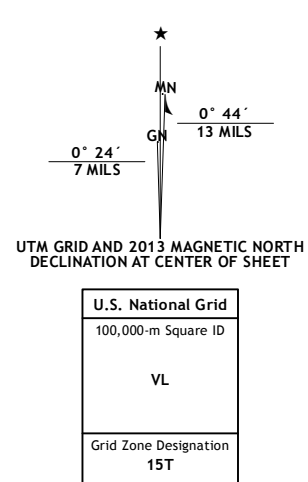 ★
MN
0° 44´
13 MILS
GN
0° 24´
7 MILS
UTM GRID AND 2013 MAGNETIC NORTH
DECLINATION AT CENTER OF SHEET
U.S. National Grid
100,000-m Square ID
VL
Grid Zone Designation
15T